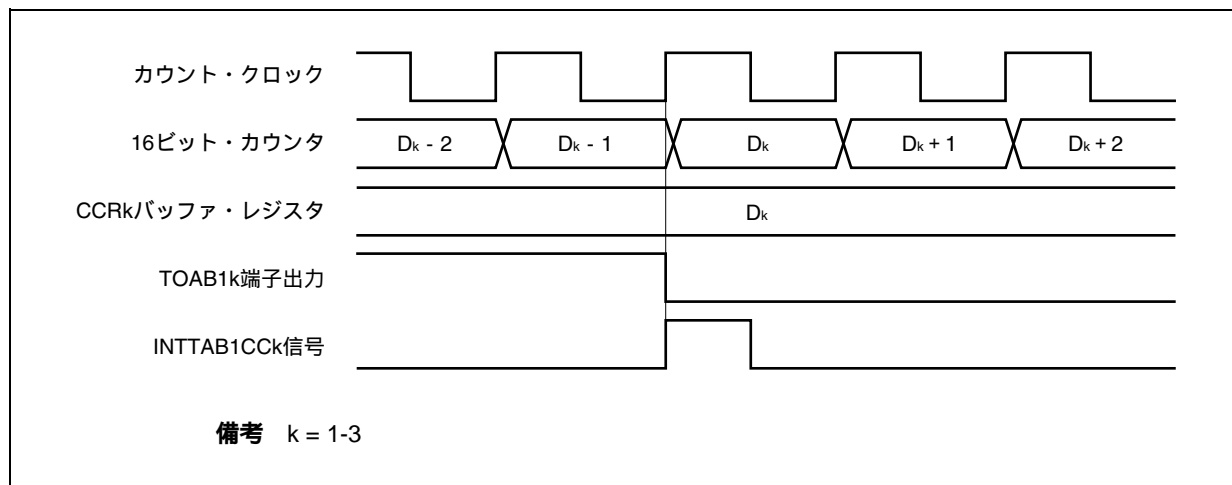 カウント・クロック
16ビット・カウンタ Dk - 2 Dk - 1 Dk Dk + 1 Dk + 2
CCRkバッファ・レジスタ Dk
TOAB1k端子出力
INTTAB1CCk信号
備考 k = 1-3